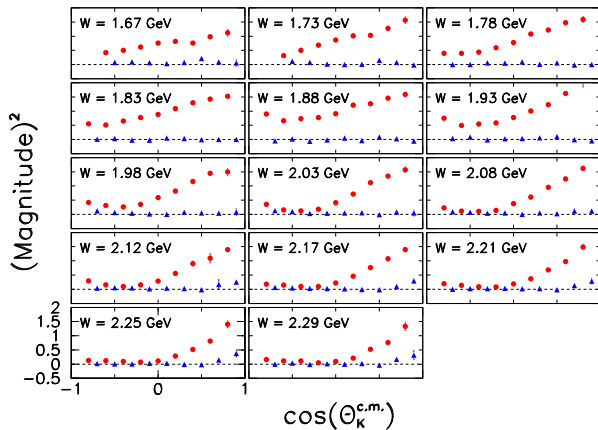 W = 1.67 GeV
W = 1.73 GeV
W = 1.78 GeV
W = 1.83 GeV
W = 1.88 GeV
W = 1.93 GeV
W = 1.98 GeV
W = 2.03 GeV
W = 2.08 GeV
W = 2.12 GeV
W = 2.17 GeV
W = 2.21 GeV
W = 2.25 GeV
W = 2.29 GeV
(Magnitude)²
2
1.5
0.5
0
-0.5
-1
0
1
cos(Θ_K^{c.m.})